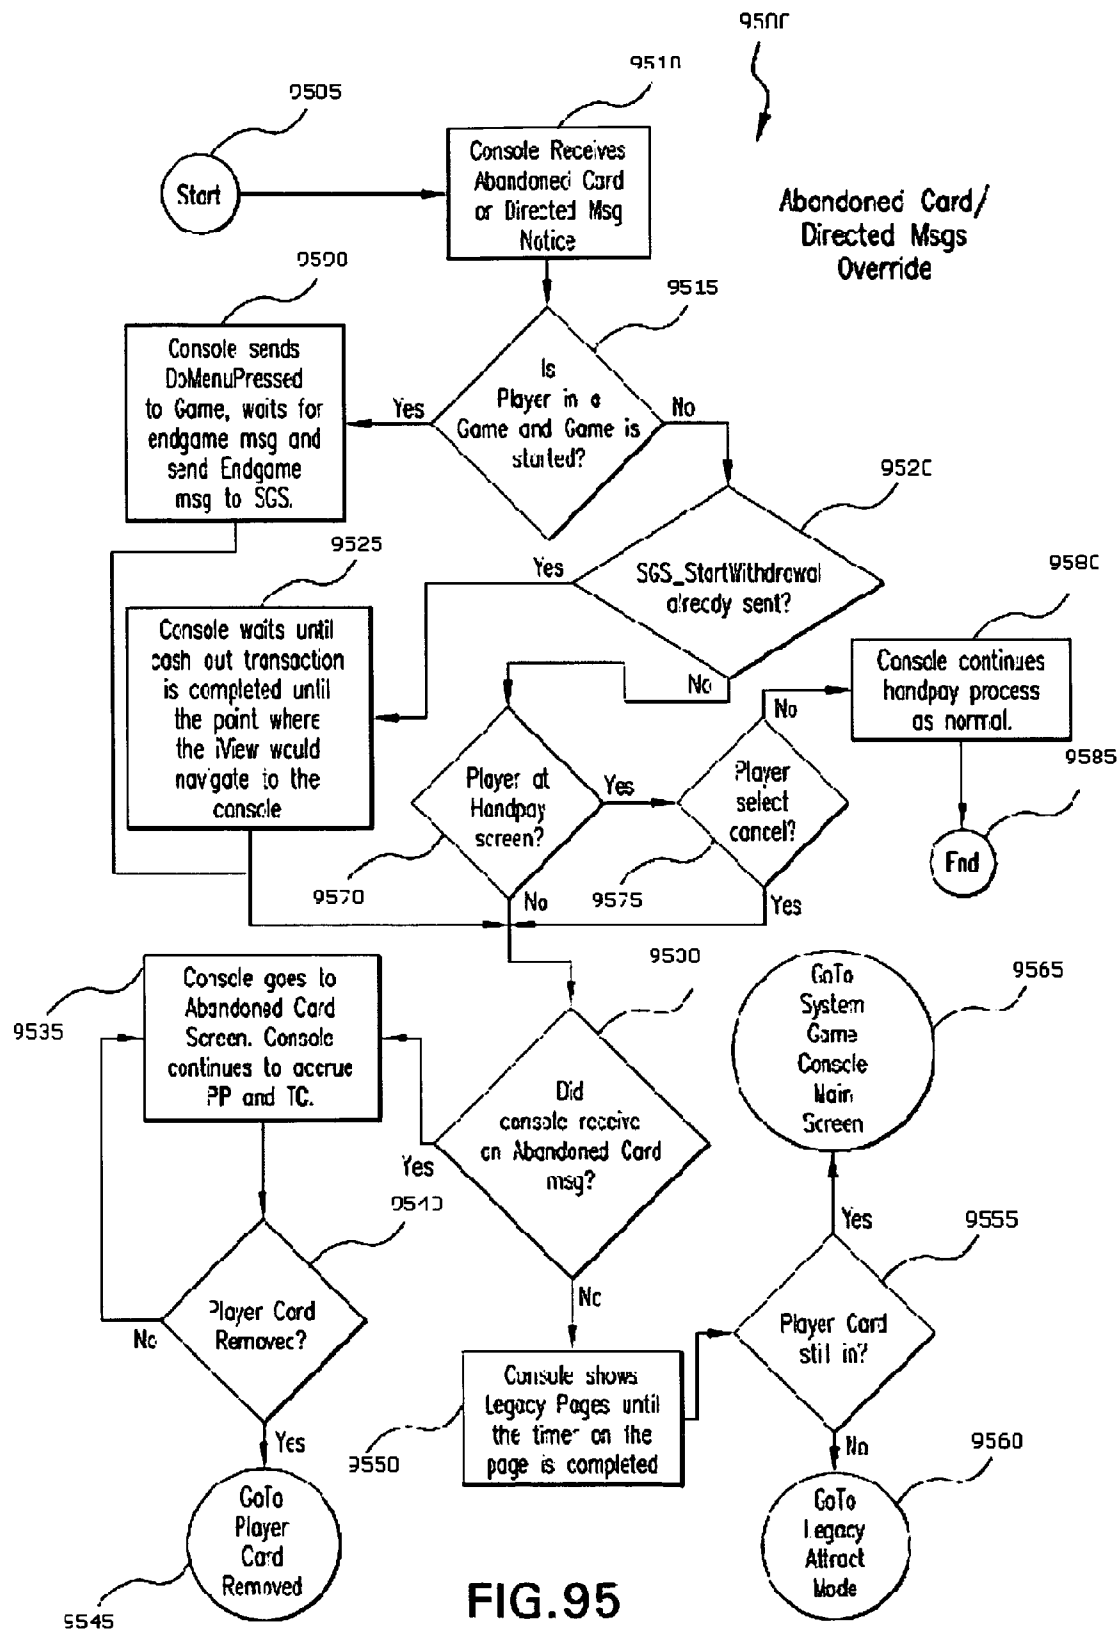 9505
9510
Start
Console Receives
Abandoned Card
or Directed Msg
Notice
Abandoned Card/
Directed Msgs
Override
9515
Console sends
DoMenuPressed
to Game, waits for
endgame msg and
send Endgame
msg to SGS.
Yes
Is
Player in a
Game and Game is
started?
No
9525
Yes
SGS_StartWithdrawal
already sent?
No
Console waits until
cash out transaction
is completed until
the point where
the iView would
navigate to the
console
Player at
Handpay
screen?
Yes
9570
No
Player
select
cancel?
9575
No
Yes
Console continues
handpay process
as normal.
9585
End
9535
Console goes to
Abandoned Card
Screen. Console
continues to accrue
PP and TC.
Did
console receive
an Abandoned Card
msg?
Yes
No
9565
GoTo
System
Game
Console
Main
Screen
Yes
9555
Player Card
Removed?
No
Yes
9545
GoTo
Player
Card
Removed
Console shows
Legacy Pages until
the timer on the
page is completed
9550
Player Card
still in?
No
9560
GoTo
Legacy
Attract
Mode
FIG.95